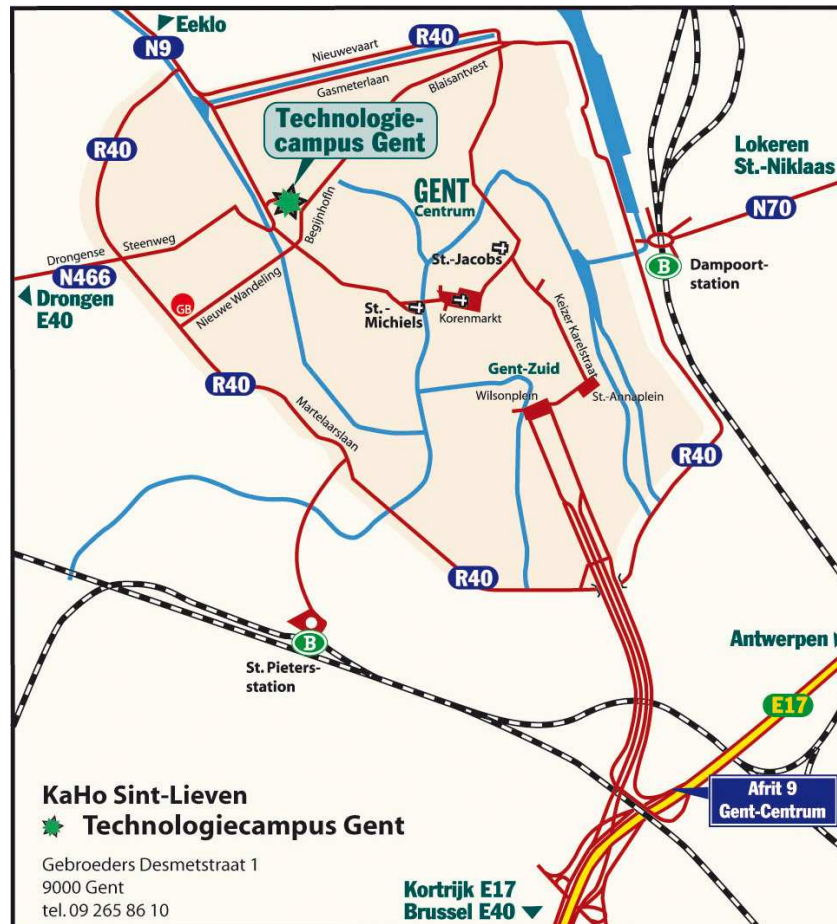 Eeklo
N9
R40
Nieuwevaart
Gasmeterlaan
Blaisantvest
Technologie-
campus Gent
R40
Lokeren
St.-Niklaas
N70
GENT
Centrum
Begijnhofln
Drongense Steenweg
N466
Drongen
E40
St.-Jacobs
B
Dampoort-
station
GB
Nieuwe Wandeling
St.-
Michiels
Korenmarkt
Keizer Karelstraat
Gent-Zuid
Wilsonplein
St.-Annaplein
R40
Martelaarslaan
R40
R40
B
St. Pieters-
station
Antwerpen
E17
Afrit 9
Gent-Centrum
KaHo Sint-Lieven
Technologiecampus Gent
Gebroeders Desmetstraat 1
9000 Gent
tel. 09 265 86 10
Kortrijk E17
Brussel E40